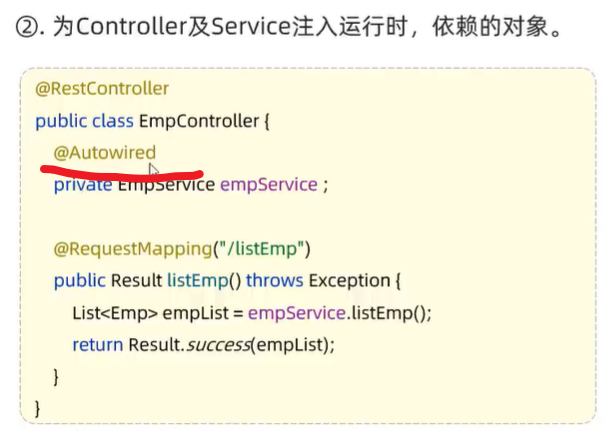 ②. 为Controller及Service注入运行时，依赖的对象。
@RestController
public class EmpController {
@Autowired
private EmpService empService ;
@RequestMapping("/listEmp")
public Result listEmp() throws Exception {
List<Emp> empList = empService.listEmp();
return Result.success(empList);
}
}